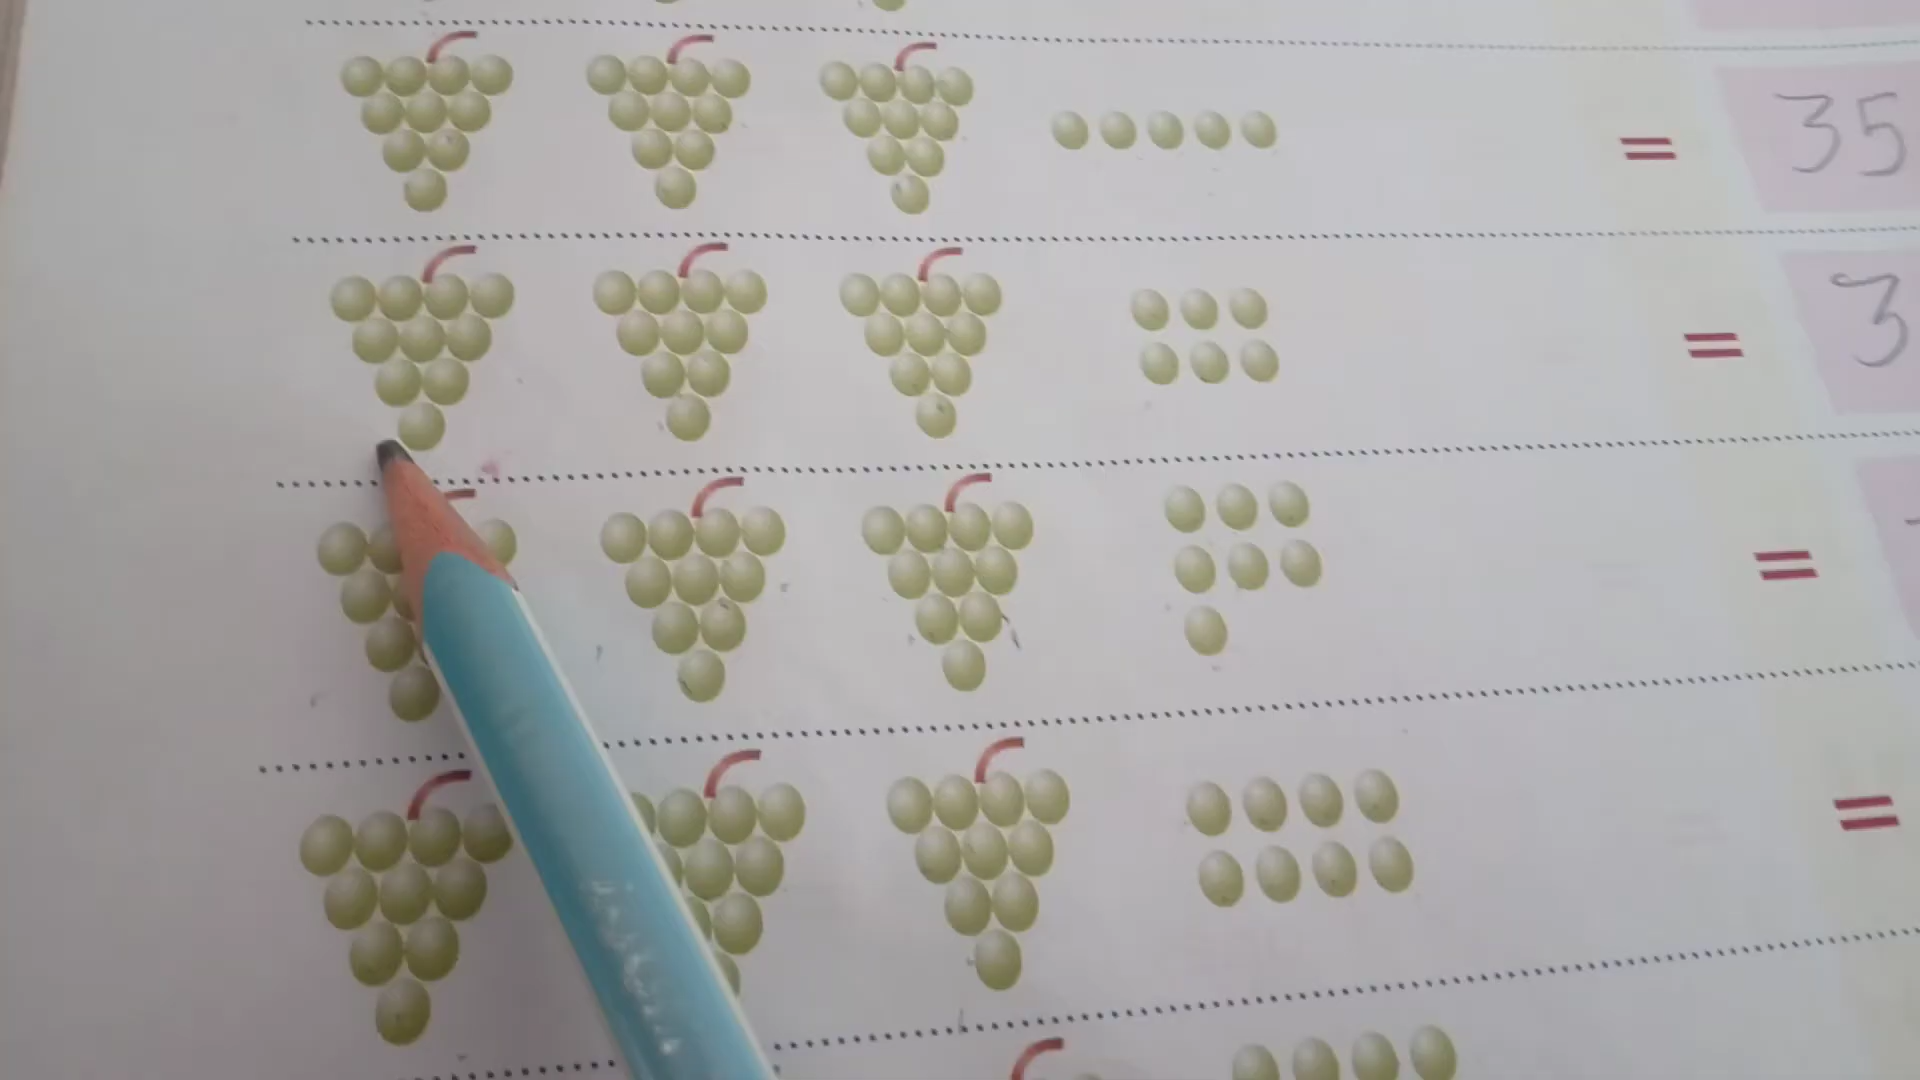 = 35
= 3
=
=